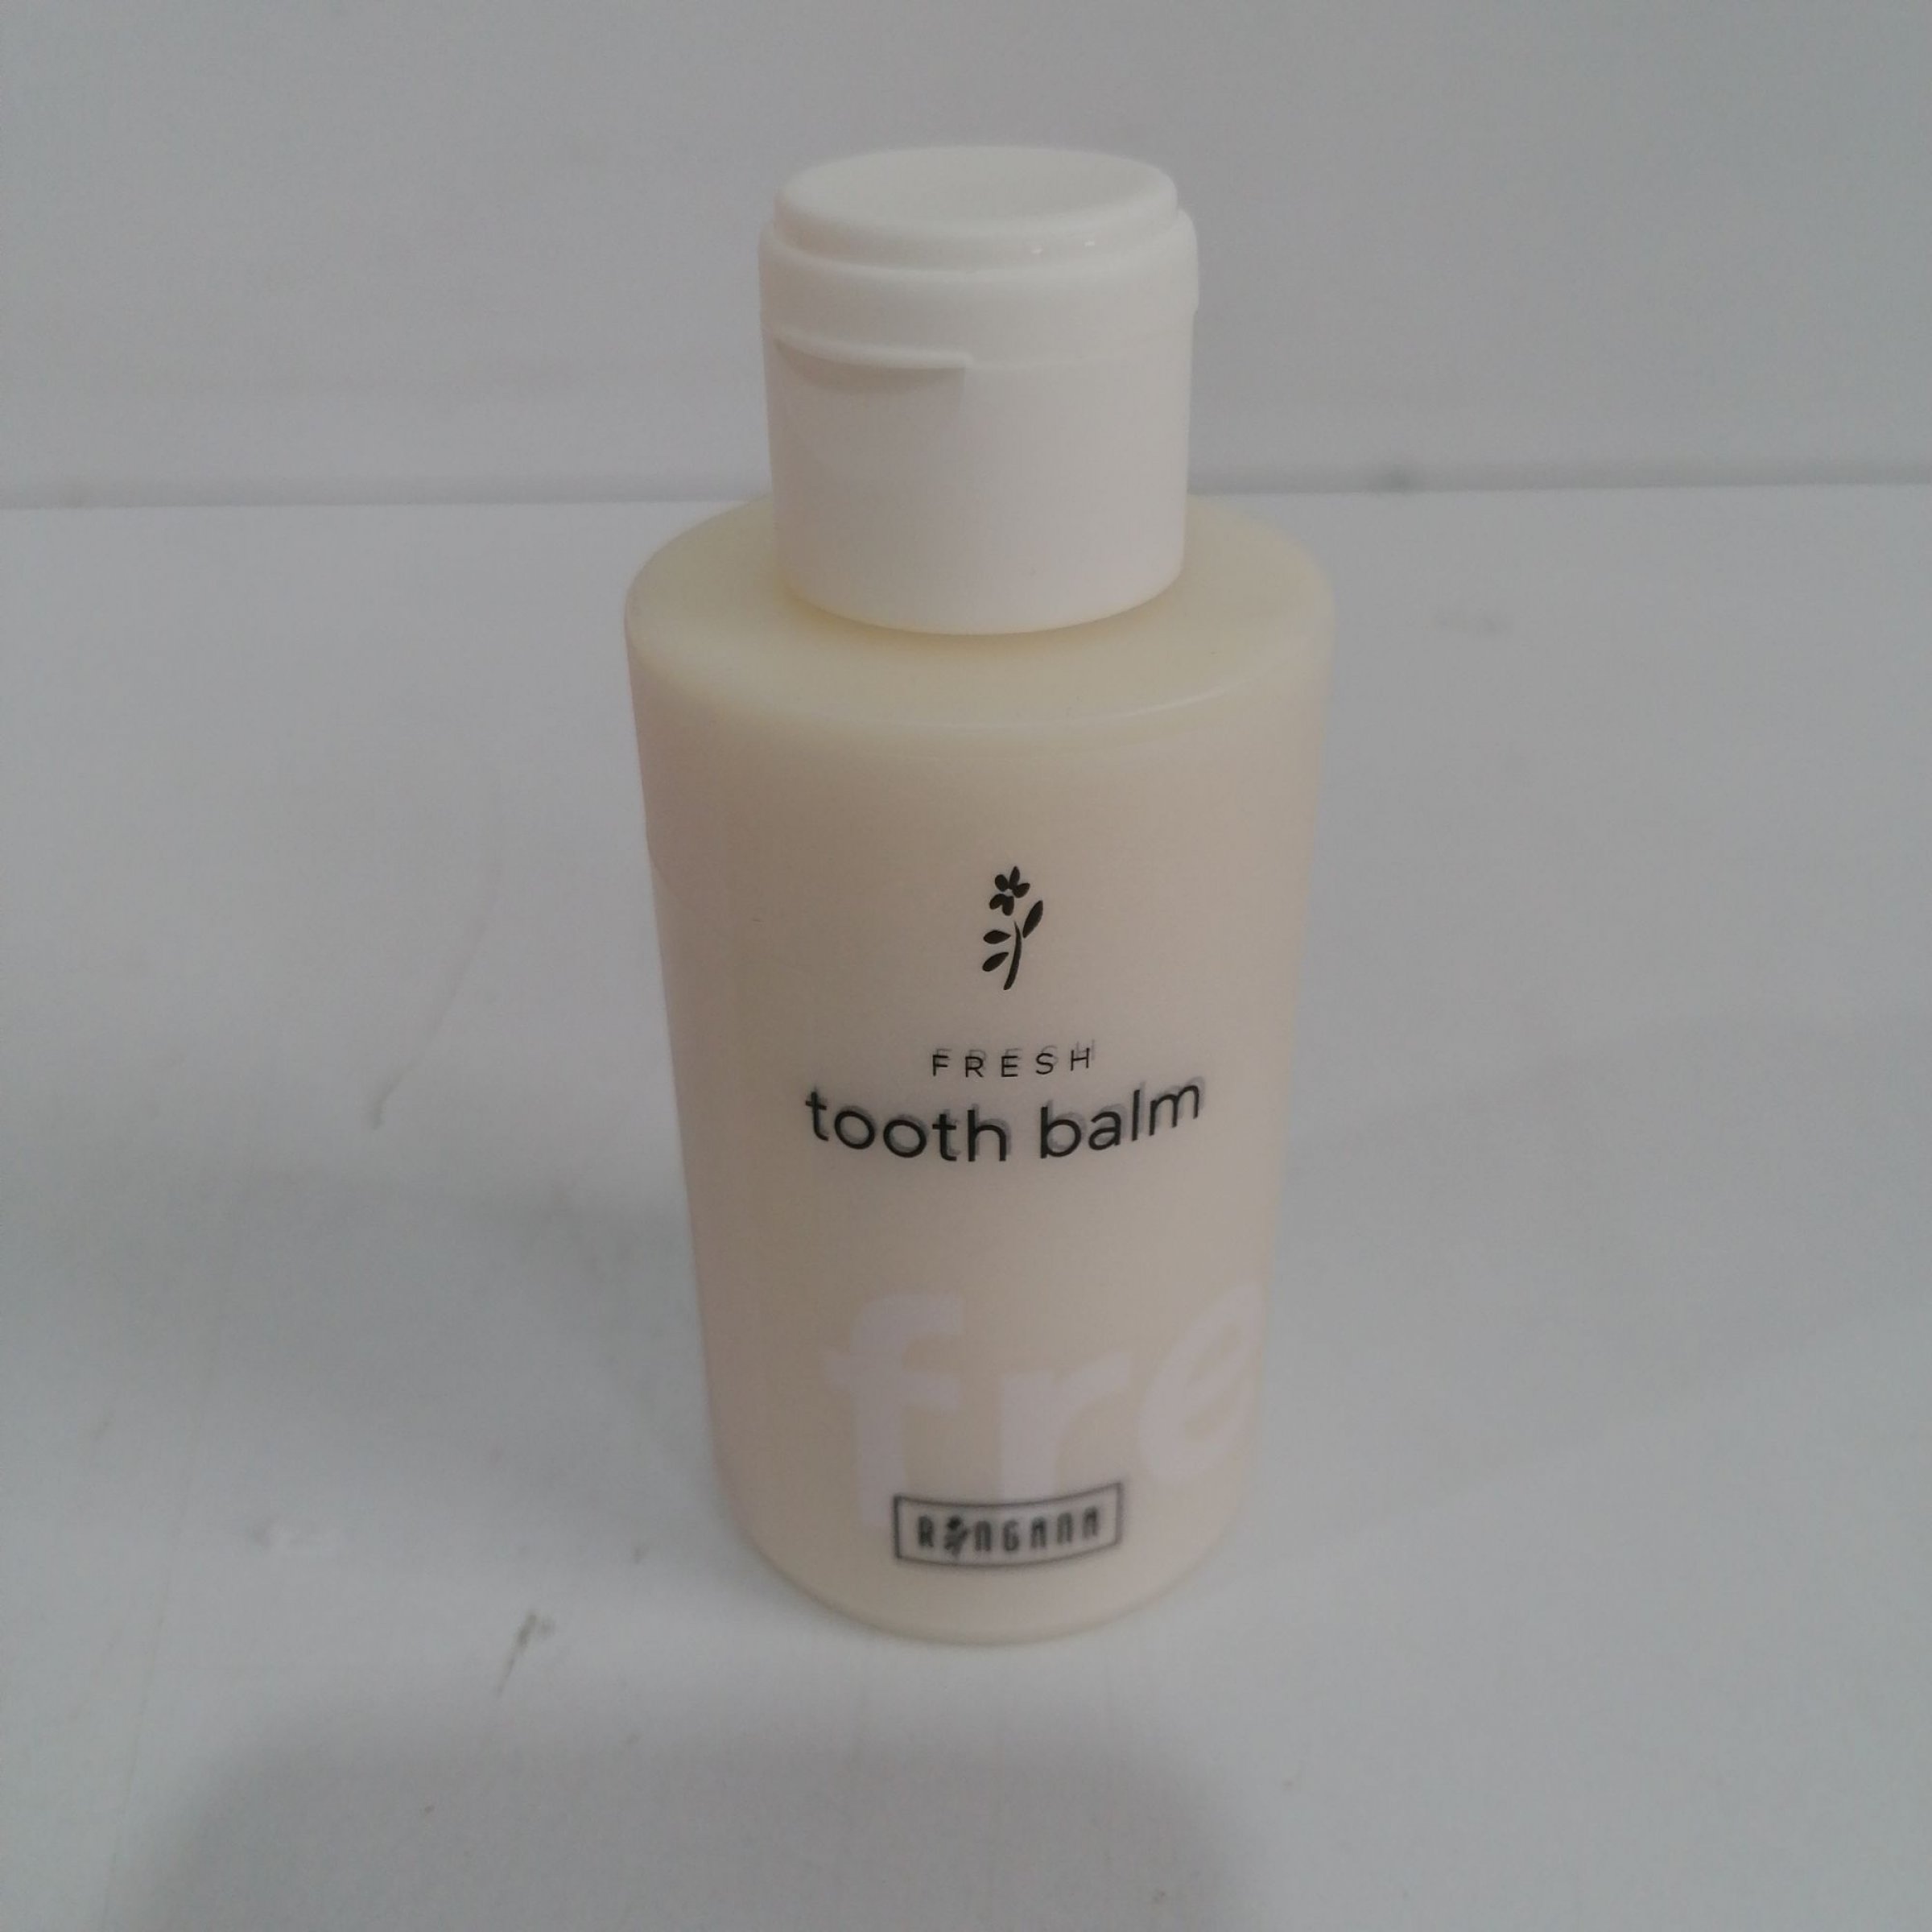 FRESH
tooth balm
fre
RINGANA